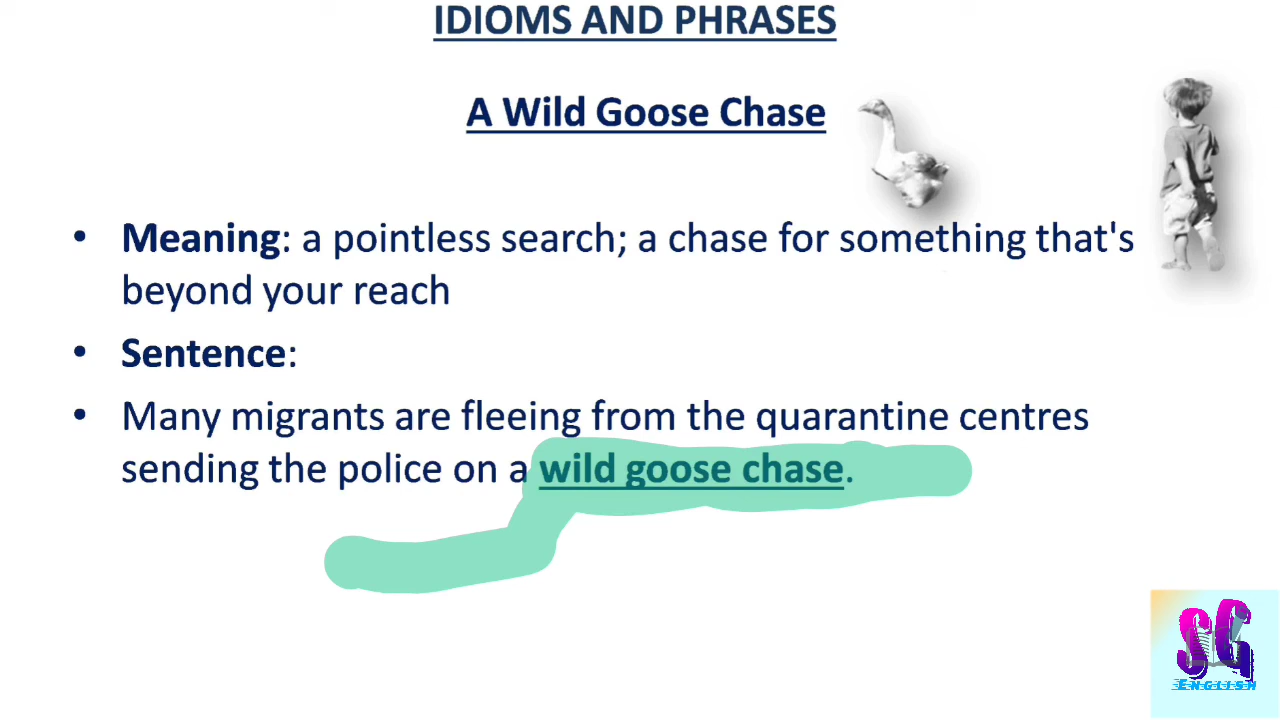 IDIOMS AND PHRASES
A Wild Goose Chase
• Meaning: a pointless search; a chase for something that's
beyond your reach
• Sentence:
• Many migrants are fleeing from the quarantine centres
sending the police on a wild goose chase.
SG
ENGLISH